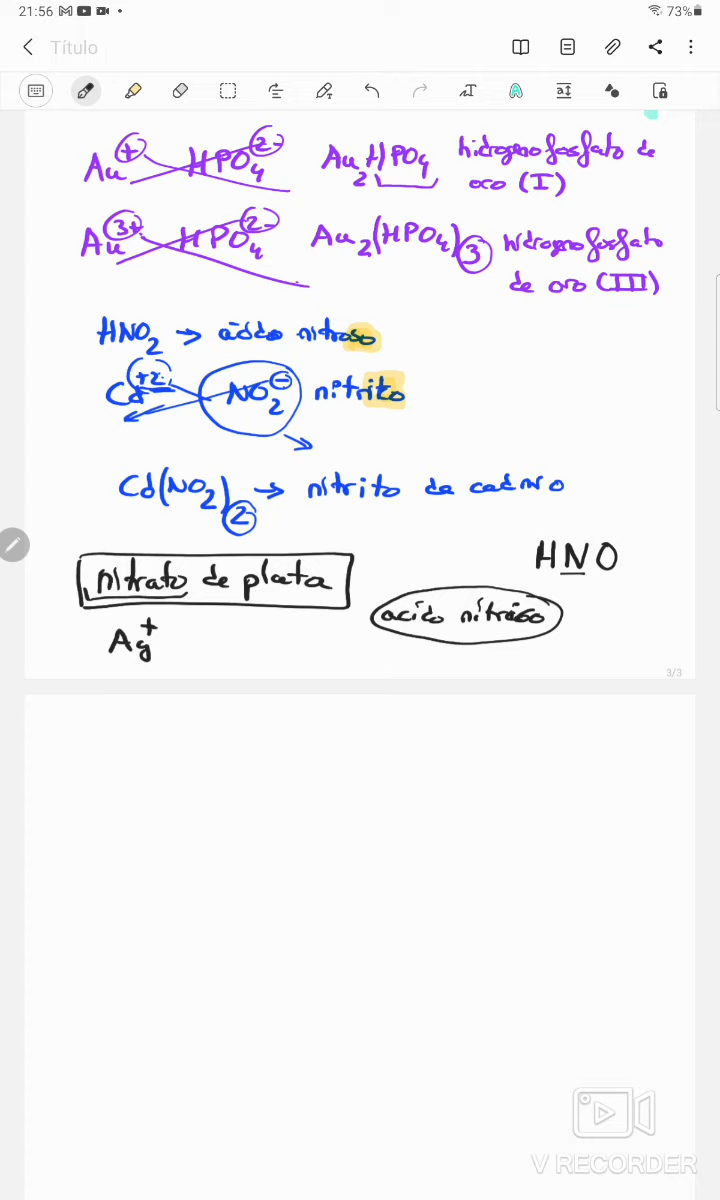 21:56 73%
Título
Au+ HPO4 2- Au2HPO4 hidrogenofosfato de
oro (I)
Au3+ HPO4 2- Au2(HPO4)3 hidrogenofosfato
de oro (III)
HNO2 → ácido nitroso
Cd+2 NO2- nitrito
Cd(NO2)2 → nitrito de cadmio
HNO
nitrato de plata
acido nítrico
Ag+
3/3
V RECORDER